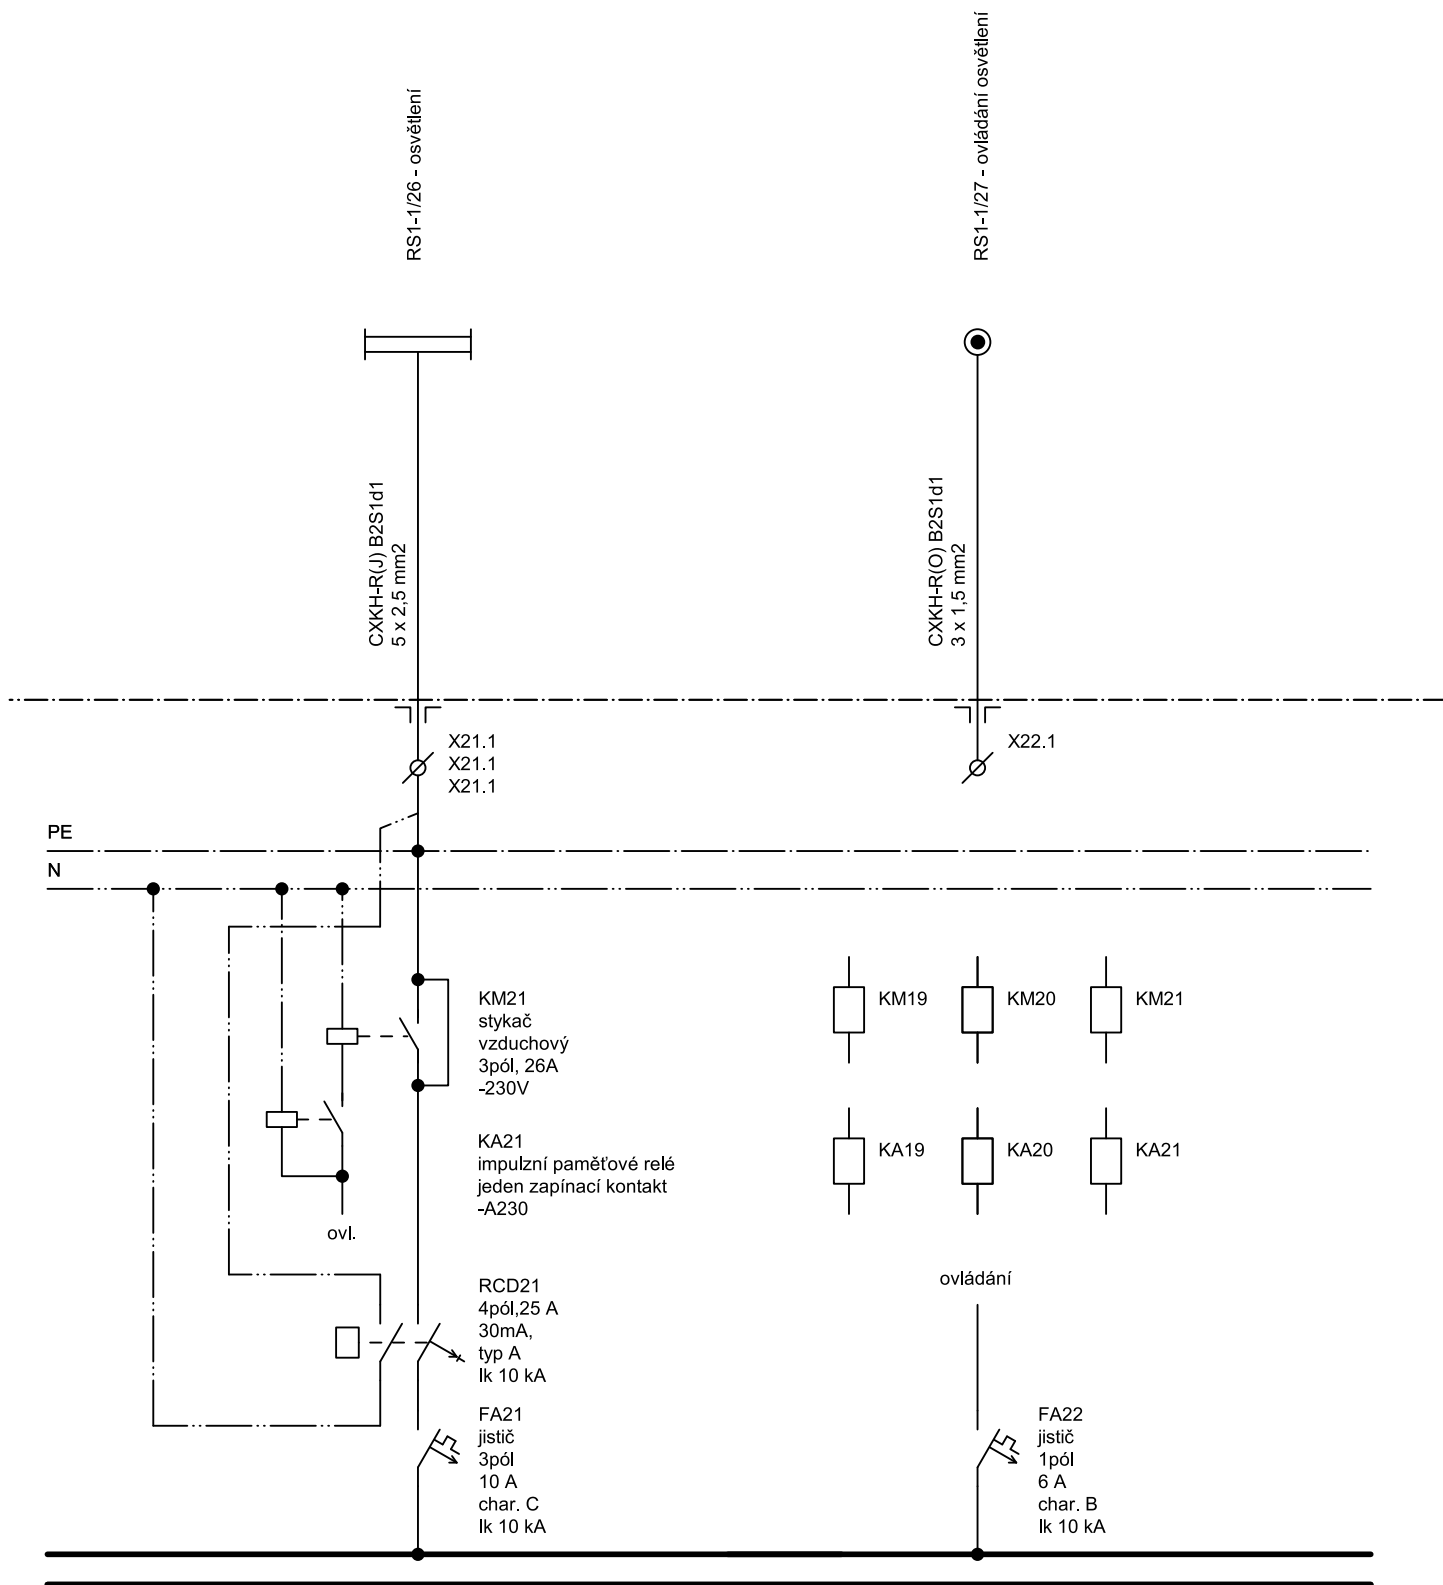 RS1-1/26 - osvětlení
RS1-1/27 - ovládání osvětlení
CXKH-R(J) B2S1d1
5 x 2,5 mm2
CXKH-R(O) B2S1d1
3 x 1,5 mm2
X21.1
X21.1
X21.1
X22.1
PE
N
KM21
stykač
vzduchový
3pól, 26A
-230V
KM19
KM20
KM21
KA21
impulzní paměťové relé
jeden zapínací kontakt
-A230
KA19
KA20
KA21
ovl.
ovládání
RCD21
4pól,25 A
30mA,
typ A
Ik 10 kA
FA21
jistič
3pól
10 A
char. C
Ik 10 kA
FA22
jistič
1pól
6 A
char. B
Ik 10 kA